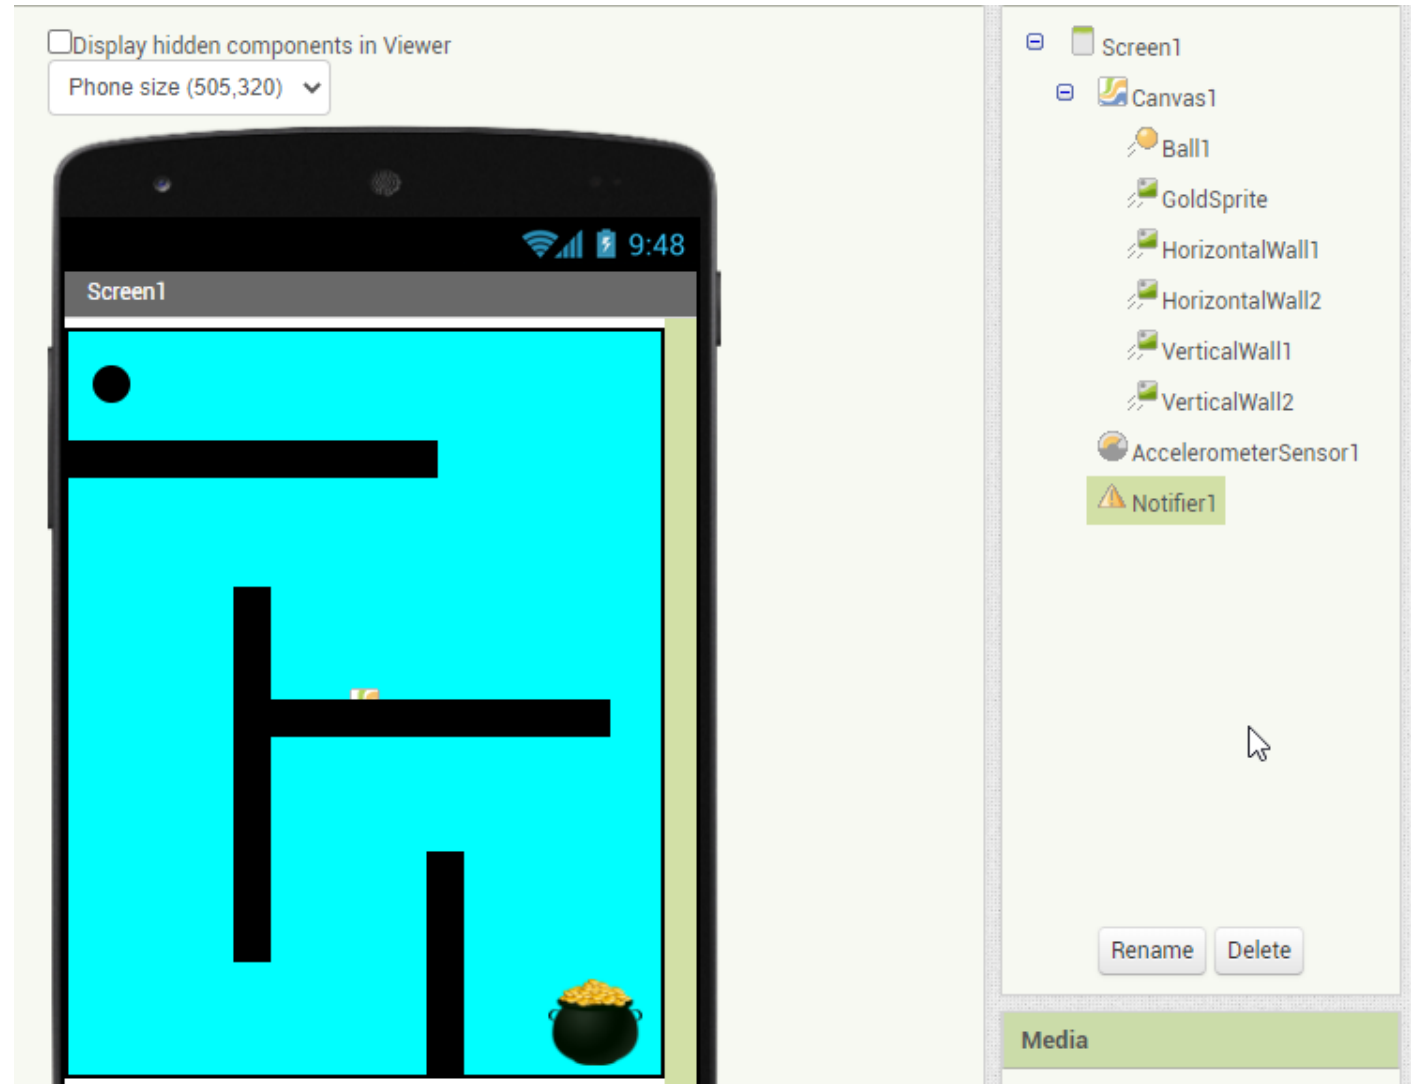 Display hidden components in Viewer
Phone size (505,320)
9:48
Screen1
Screen1
Canvas1
Ball1
GoldSprite
HorizontalWall1
HorizontalWall2
VerticalWall1
VerticalWall2
AccelerometerSensor1
Notifier1
Rename Delete
Media